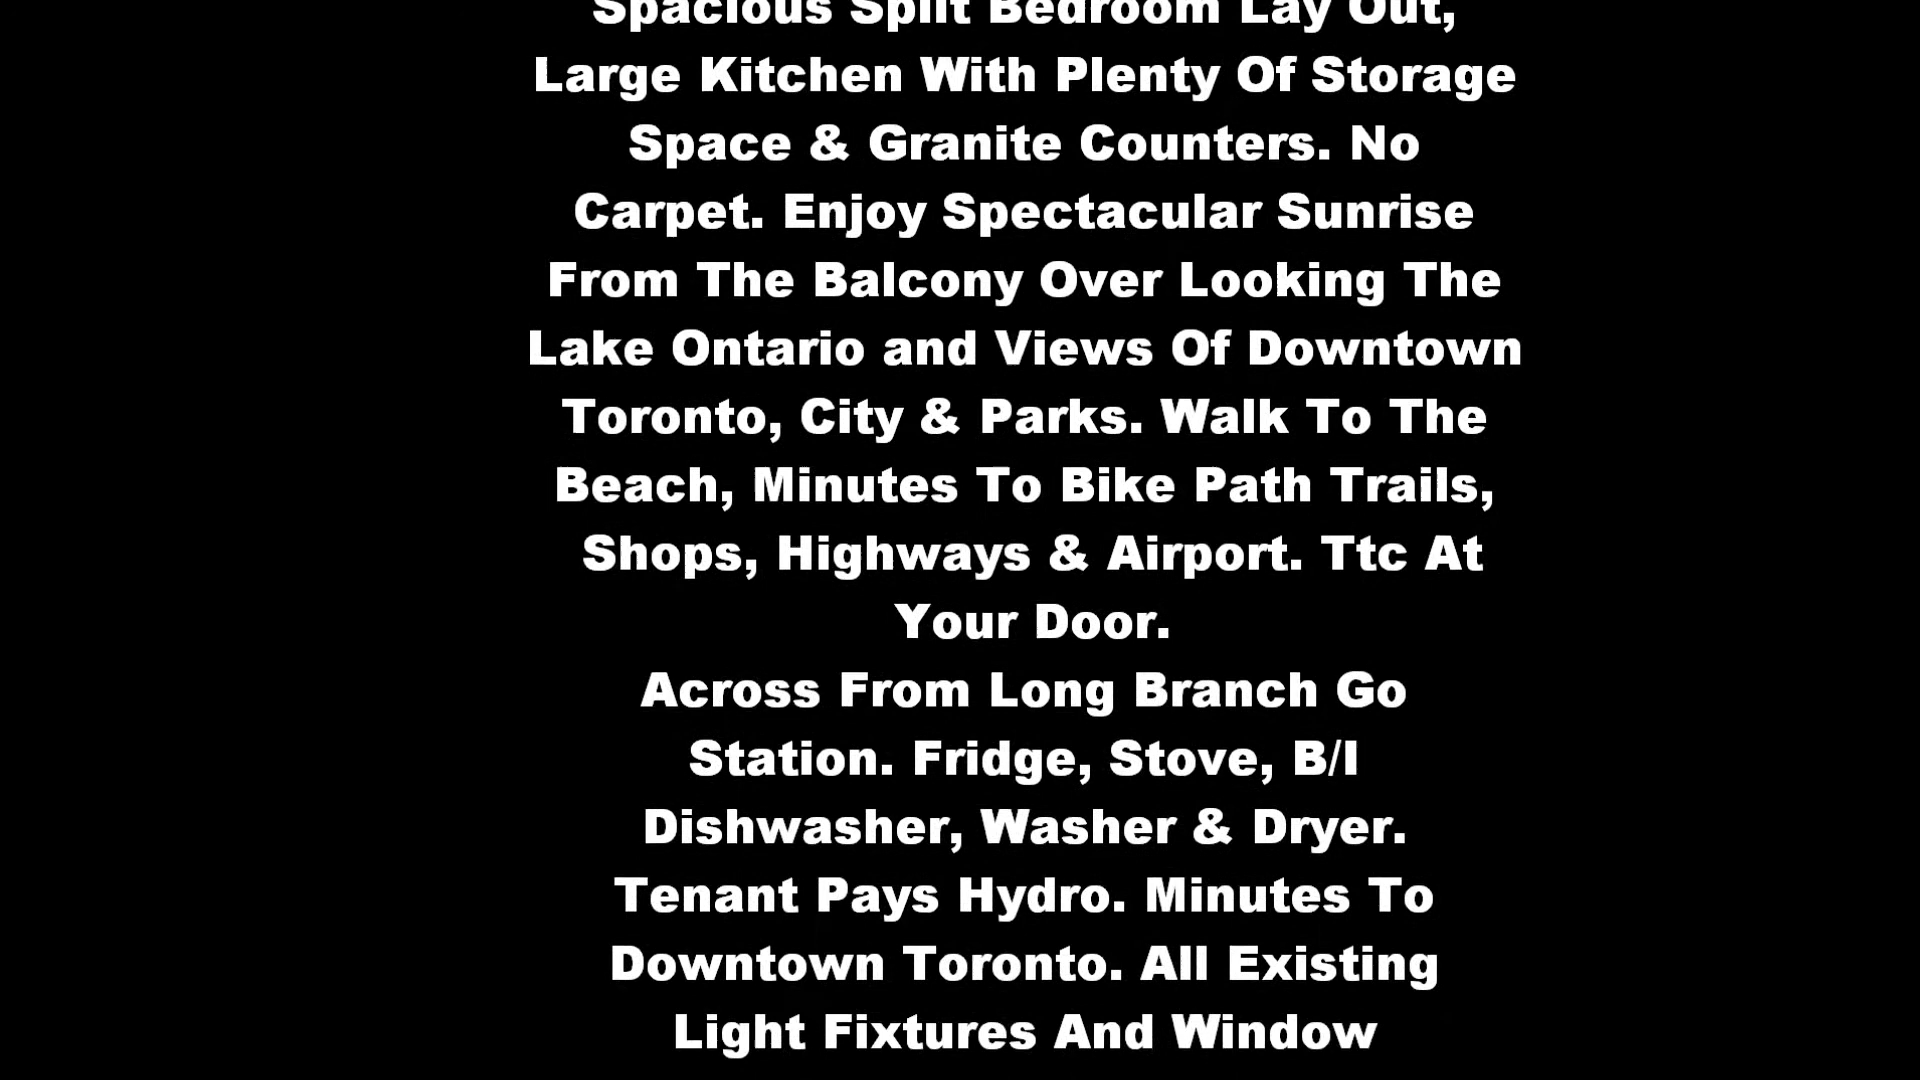 Spacious Split Bedroom Lay Out,
Large Kitchen With Plenty Of Storage
Space & Granite Counters. No
Carpet. Enjoy Spectacular Sunrise
From The Balcony Over Looking The
Lake Ontario and Views Of Downtown
Toronto, City & Parks. Walk To The
Beach, Minutes To Bike Path Trails,
Shops, Highways & Airport. Ttc At
Your Door.
Across From Long Branch Go
Station. Fridge, Stove, B/I
Dishwasher, Washer & Dryer.
Tenant Pays Hydro. Minutes To
Downtown Toronto. All Existing
Light Fixtures And Window